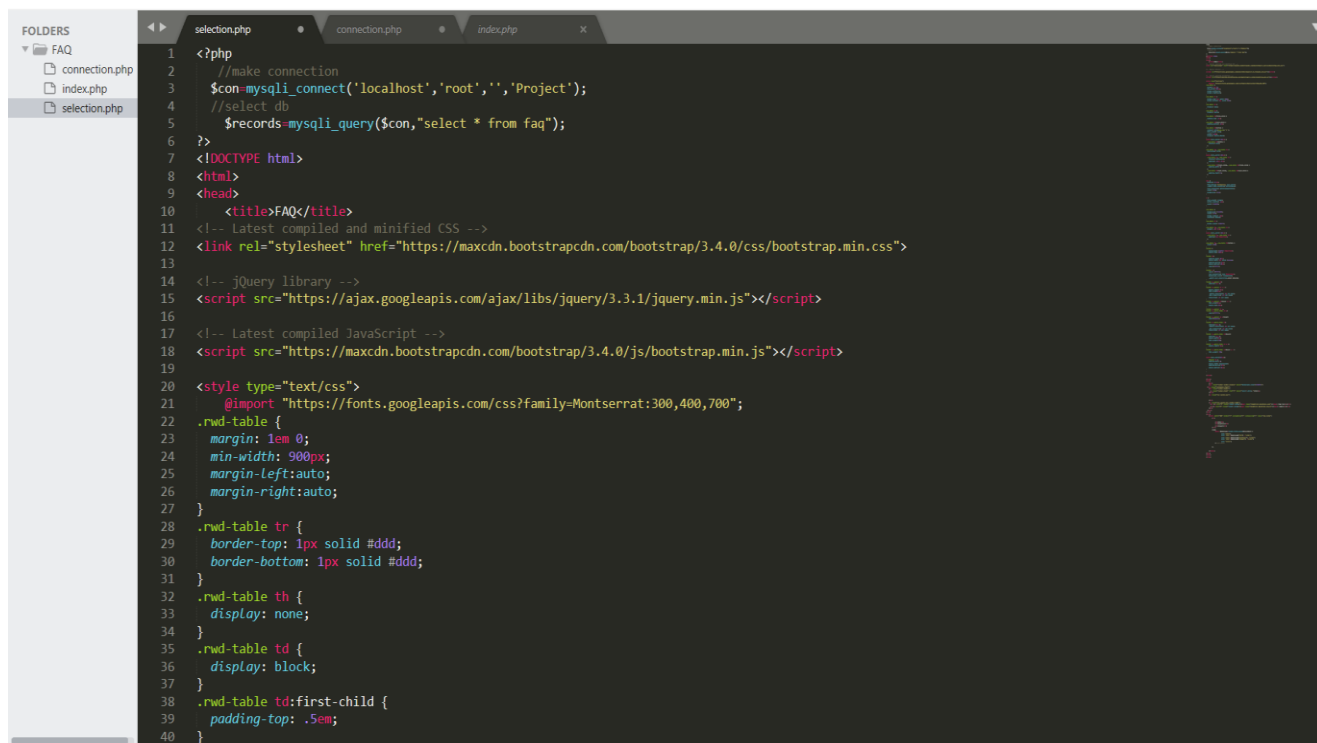 FOLDERS
FAQ
connection.php
index.php
selection.php
selection.php
connection.php
index.php
1 <?php
2 //make connection
3 $con=mysqli_connect('localhost','root','','Project');
4 //select db
5 $records=mysqli_query($con,"select * from faq");
6 ?>
7 <!DOCTYPE html>
8 <html>
9 <head>
10 <title>FAQ</title>
11 <!-- Latest compiled and minified CSS -->
12 <link rel="stylesheet" href="https://maxcdn.bootstrapcdn.com/bootstrap/3.4.0/css/bootstrap.min.css">
13
14 <!-- jQuery library -->
15 <script src="https://ajax.googleapis.com/ajax/libs/jquery/3.3.1/jquery.min.js"></script>
16
17 <!-- Latest compiled JavaScript -->
18 <script src="https://maxcdn.bootstrapcdn.com/bootstrap/3.4.0/js/bootstrap.min.js"></script>
19
20 <style type="text/css">
21 @import "https://fonts.googleapis.com/css?family=Montserrat:300,400,700";
22 .rwd-table {
23 margin: 1em 0;
24 min-width: 900px;
25 margin-left:auto;
26 margin-right:auto;
27 }
28 .rwd-table tr {
29 border-top: 1px solid #ddd;
30 border-bottom: 1px solid #ddd;
31 }
32 .rwd-table th {
33 display: none;
34 }
35 .rwd-table td {
36 display: block;
37 }
38 .rwd-table td:first-child {
39 padding-top: .5em;
40 }